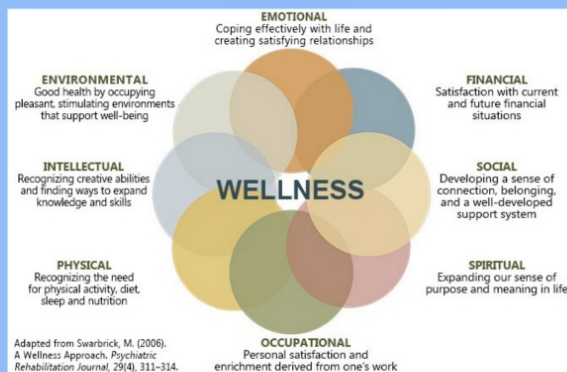 EMOTIONAL
Coping effectively with life and
creating satisfying relationships
ENVIRONMENTAL
Good health by occupying
pleasant, stimulating environments
that support well-being
FINANCIAL
Satisfaction with current
and future financial
situations
INTELLECTUAL
Recognizing creative abilities
and finding ways to expand
knowledge and skills
WELLNESS
SOCIAL
Developing a sense of
connection, belonging,
and a well-developed
support system
PHYSICAL
Recognizing the need
for physical activity, diet,
sleep and nutrition
SPIRITUAL
Expanding our sense of
purpose and meaning in life
OCCUPATIONAL
Personal satisfaction and
enrichment derived from one's work
Adapted from Swarbrick, M. (2006).
A Wellness Approach. Psychiatric
Rehabilitation Journal, 29(4), 311–314.